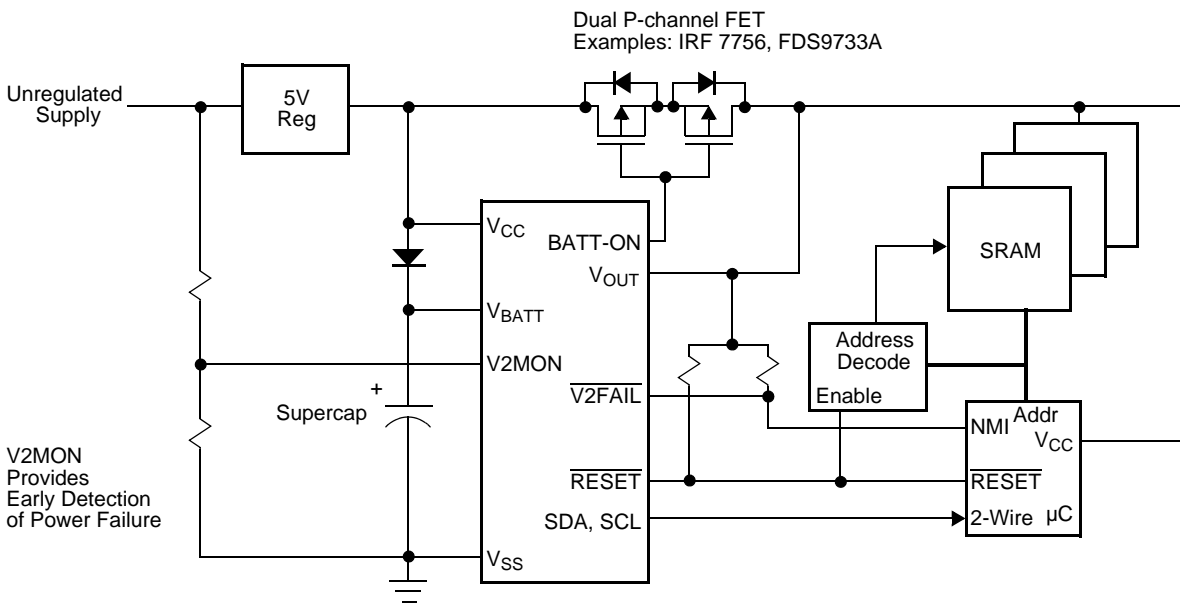 Dual P-channel FET
Examples: IRF 7756, FDS9733A
Unregulated
Supply
5V
Reg
VCC
BATT-ON
VOUT
SRAM
VBATT
V2MON
Address
Decode
Enable
V2FAIL
+
Supercap
NMI
Addr
VCC
V2MON
Provides
Early Detection
of Power Failure
RESET
RESET
SDA, SCL
2-Wire
µC
VSS